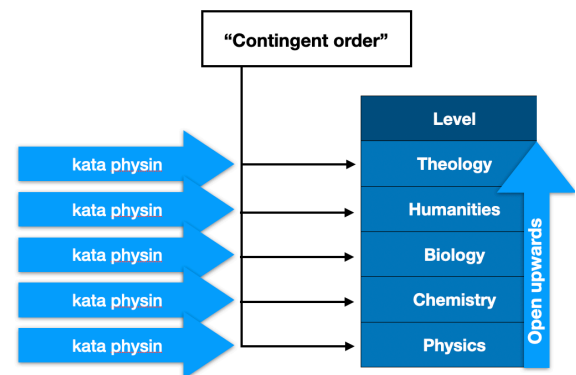 “Contingent order”
Level
kata physin
Theology
kata physin
Humanities
kata physin
Biology
kata physin
Chemistry
kata physin
Physics
Open upwards